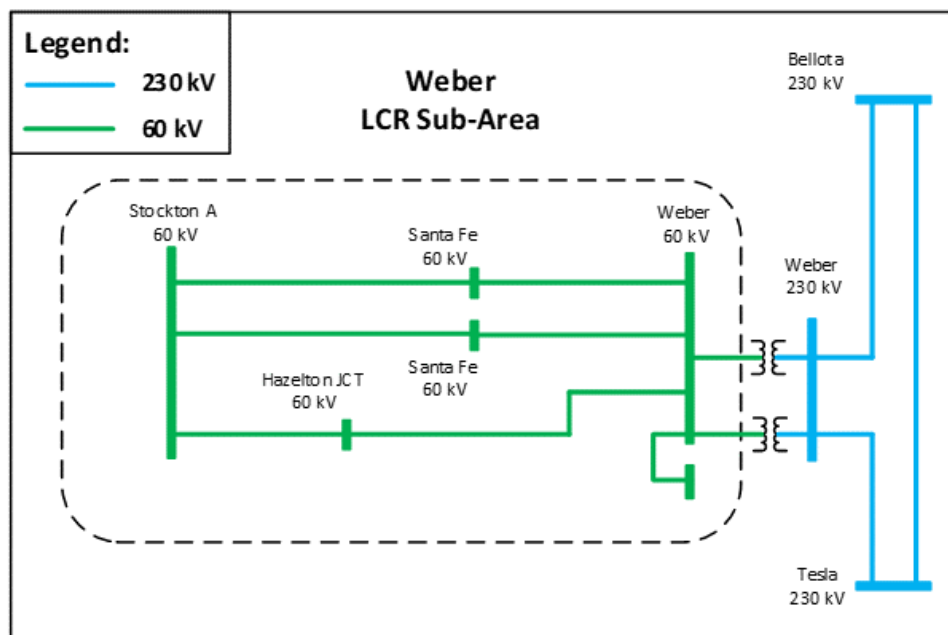 Legend:
230 kV
60 kV
Weber
LCR Sub-Area
Bellota
230 kV
Stockton A
60 kV
Santa Fe
60 kV
Weber
60 kV
Weber
230 kV
Santa Fe
60 kV
Hazelton JCT
60 kV
Tesla
230 kV